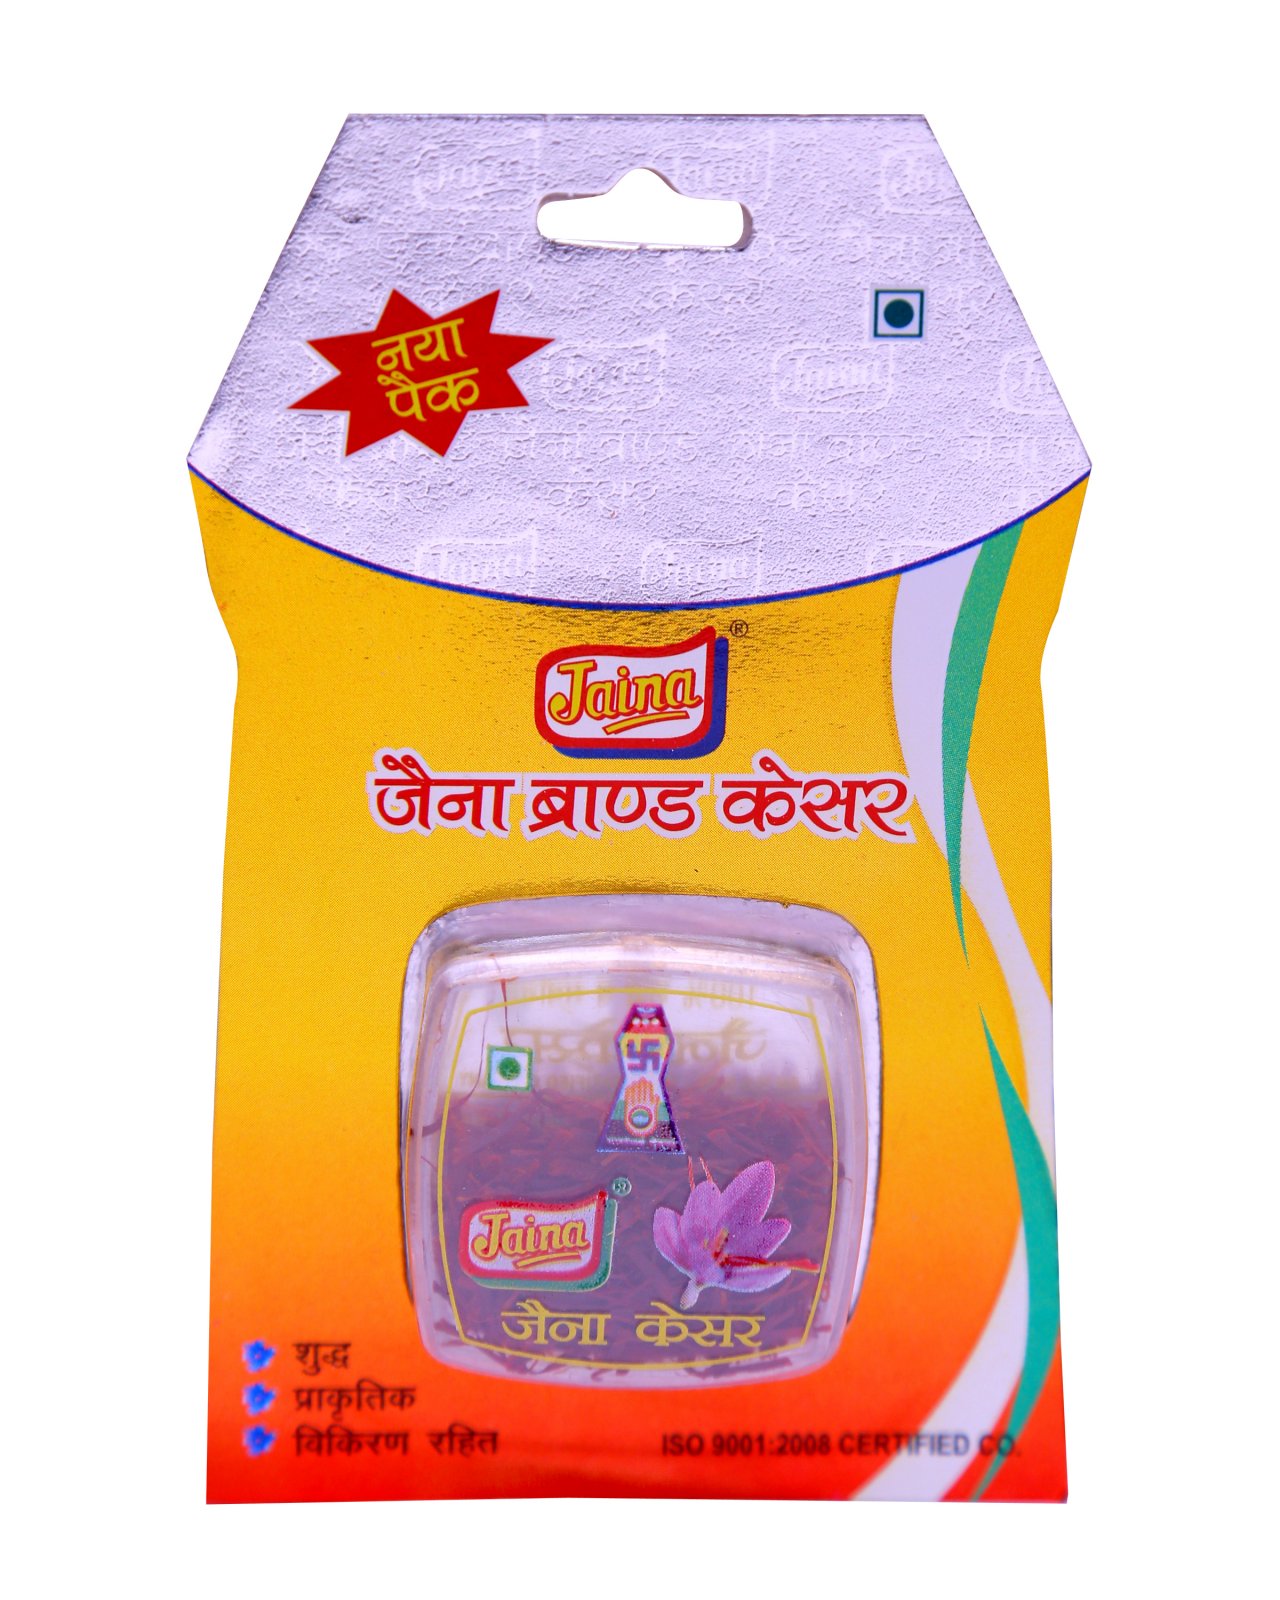 नया
पैक
Jaina ®
जैना ब्राण्ड केसर
Jaina ®
जैना केसर
शुद्ध
प्राकृतिक
विकिरण रहित
ISO 9001:2008 CERTIFIED CO.